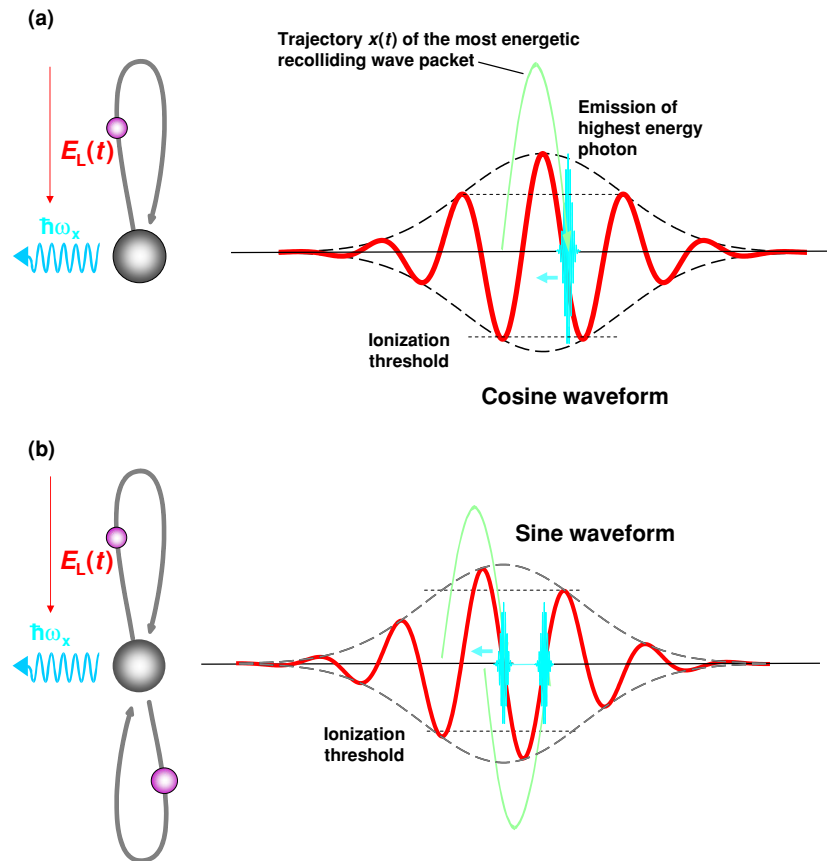 (a)
Trajectory x(t) of the most energetic
recolliding wave packet
Emission of
highest energy
photon
E_L(t)
ħω_x
Ionization
threshold
Cosine waveform
(b)
Sine waveform
E_L(t)
ħω_x
Ionization
threshold